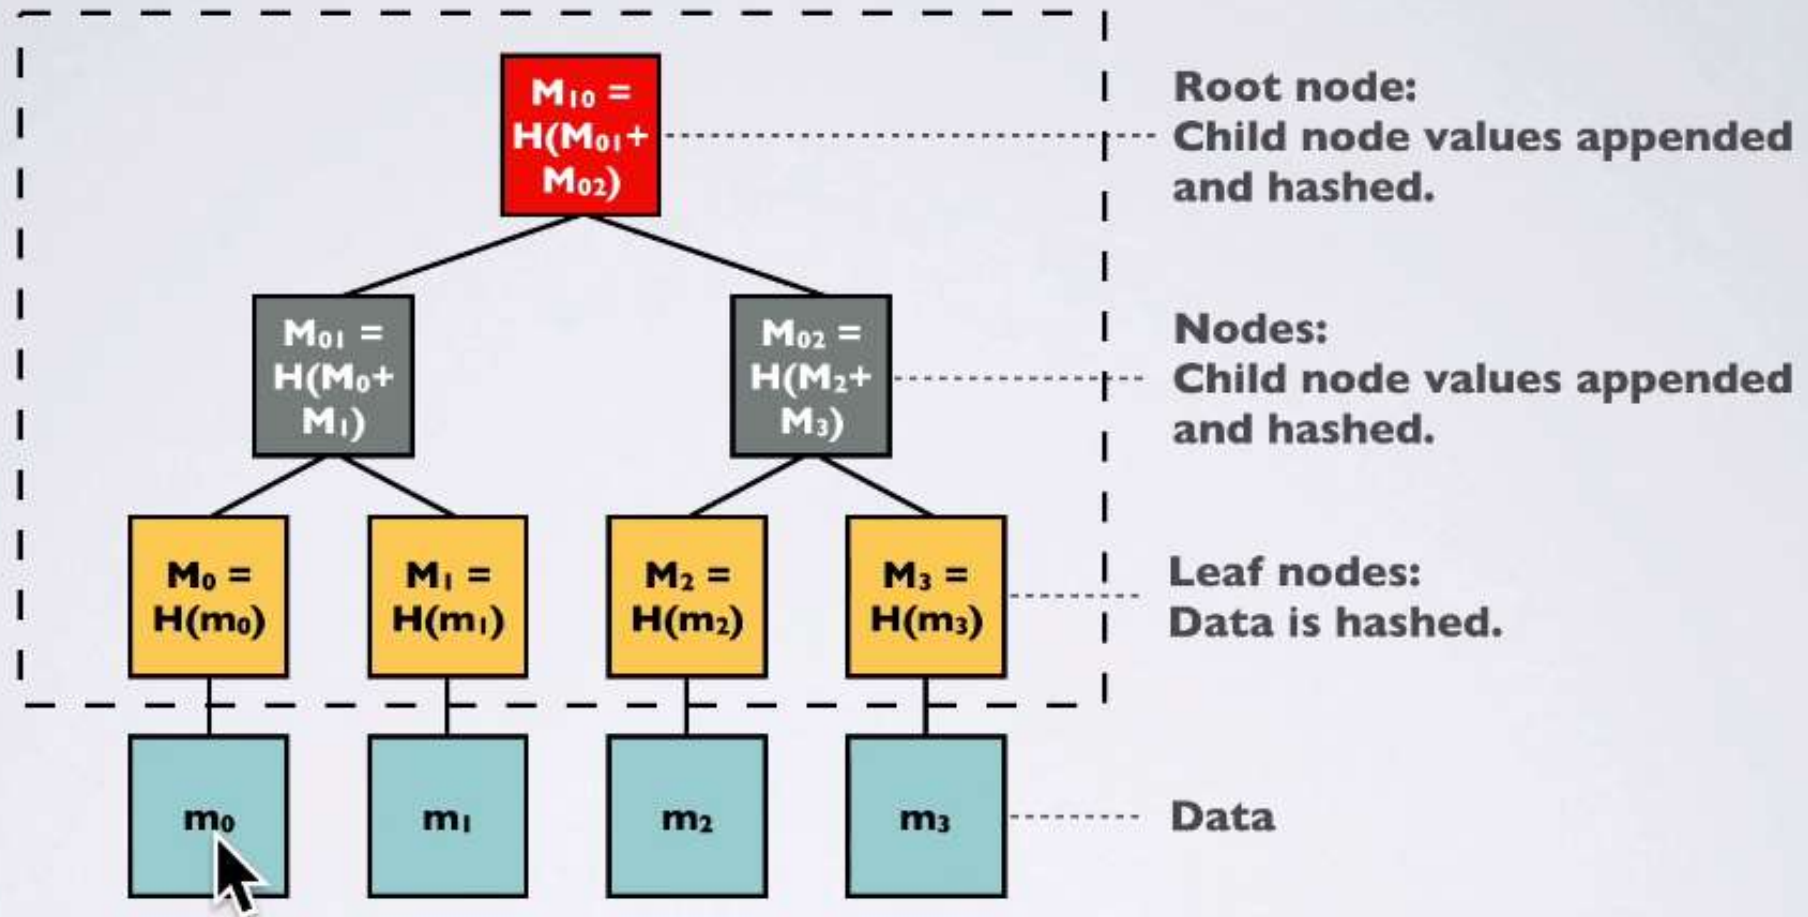 M₁₀ =
H(M₀₁+
M₀₂)
Root node:
Child node values appended
and hashed.
M₀₁ =
H(M₀+
M₁)
M₀₂ =
H(M₂+
M₃)
Nodes:
Child node values appended
and hashed.
M₀ =
H(m₀)
M₁ =
H(m₁)
M₂ =
H(m₂)
M₃ =
H(m₃)
Leaf nodes:
Data is hashed.
m₀
m₁
m₂
m₃
Data